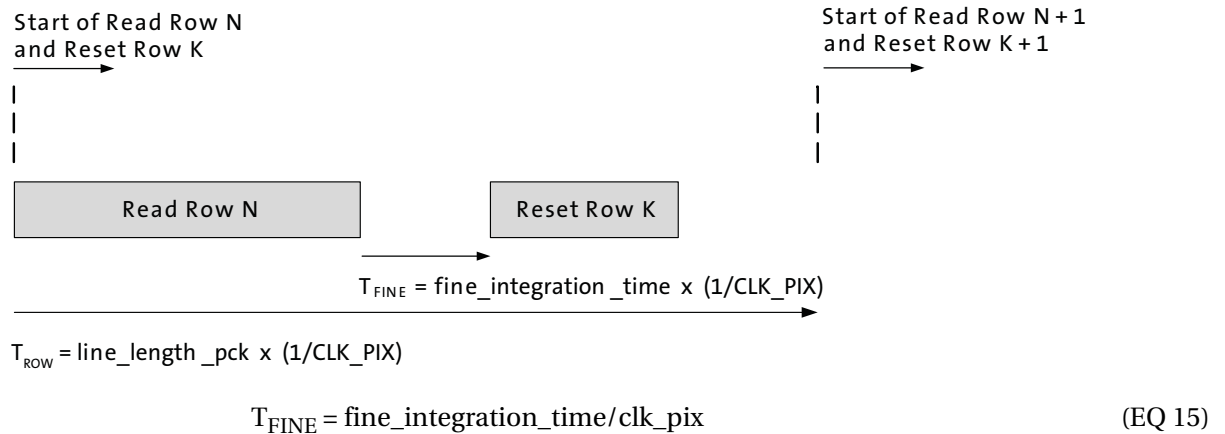 Start of Read Row N
and Reset Row K
Start of Read Row N + 1
and Reset Row K + 1
Read Row N
Reset Row K
T_FINE = fine_integration _time x (1/CLK_PIX)
T_ROW = line_length _pck x (1/CLK_PIX)
T_FINE = fine_integration_time/clk_pix (EQ 15)